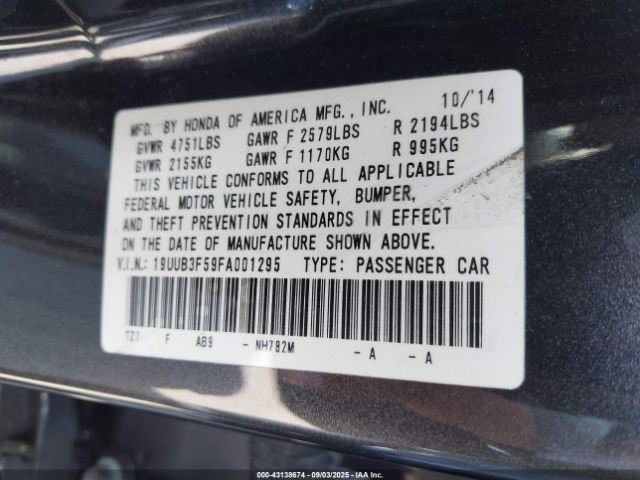 MFD. BY HONDA OF AMERICA MFG., INC. 10/'14
GVWR 4751LBS GAWR F 2579LBS R 2194LBS
GVWR 2155KG GAWR F 1170KG R 995KG
THIS VEHICLE CONFORMS TO ALL APPLICABLE
FEDERAL MOTOR VEHICLE SAFETY, BUMPER,
AND THEFT PREVENTION STANDARDS IN EFFECT
ON THE DATE OF MANUFACTURE SHOWN ABOVE.
V.I.N.: 19UUB3F59FA001295 TYPE: PASSENGER CAR
TZ7 F AB9 - NH782M - A - A
000-43138674 - 09/03/2025 - IAA Inc.